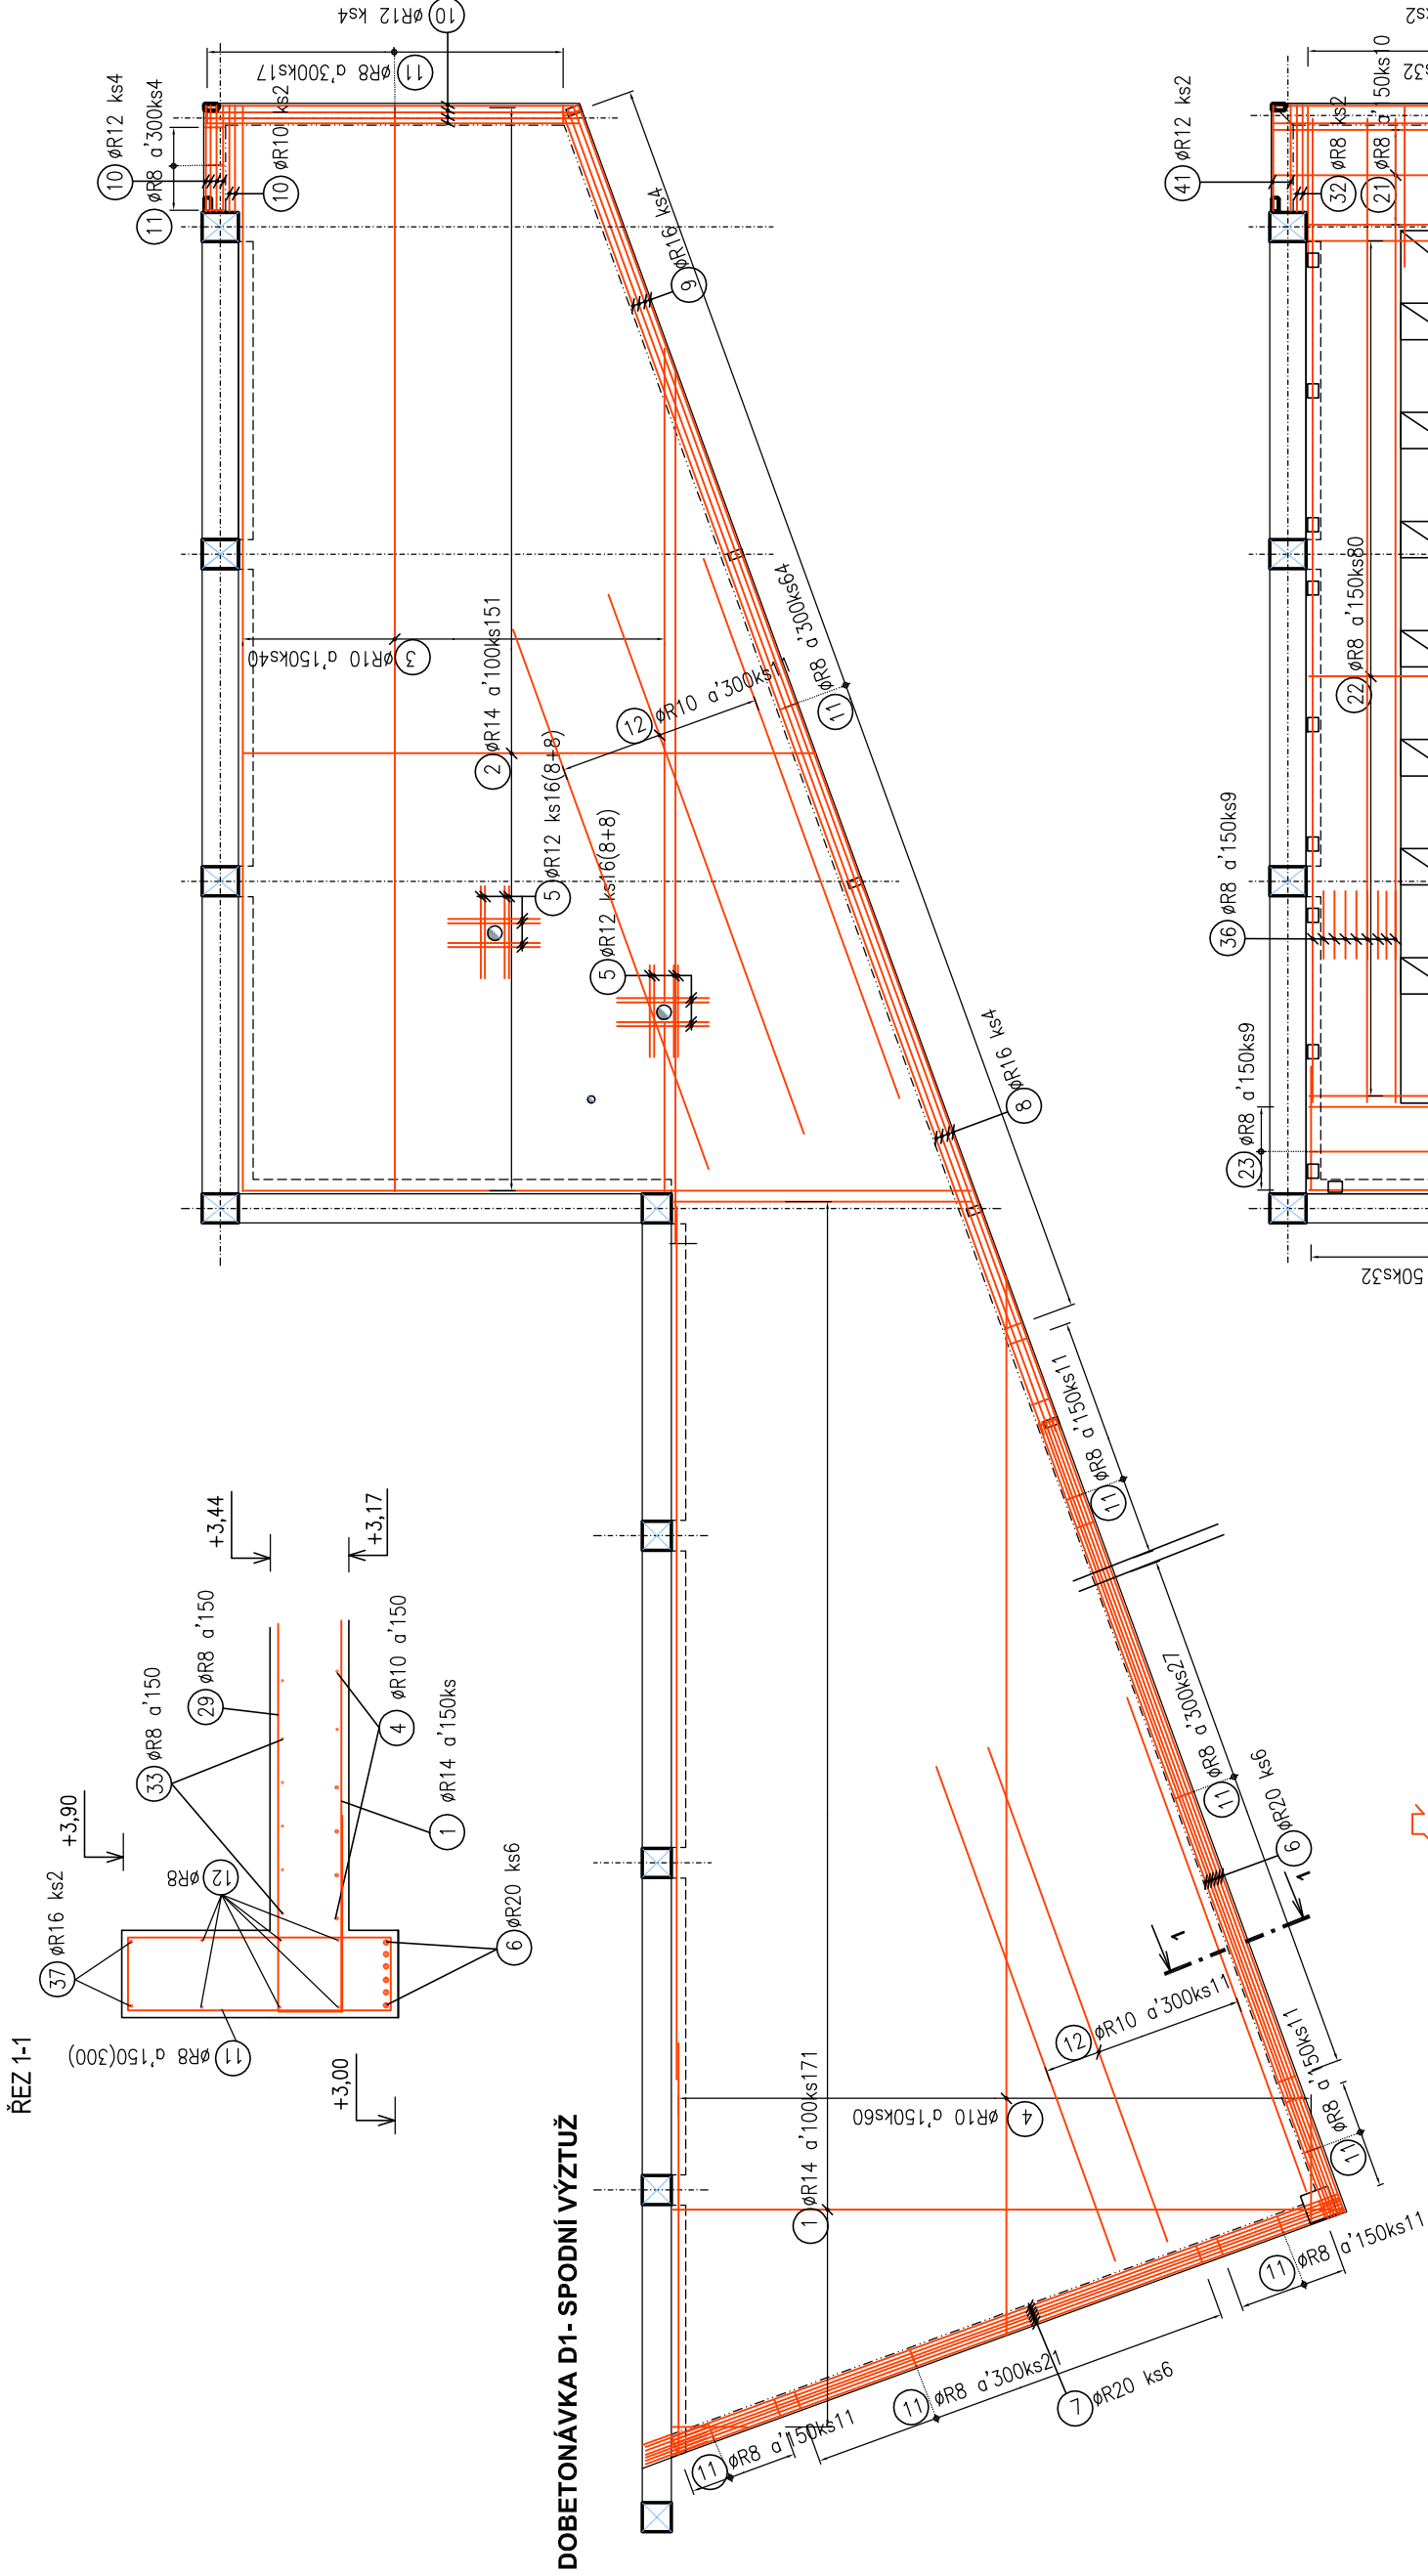 ŘEZ 1-1
+3,90
+3,44
+3,17
+3,00
37 øR16 ks2
33 øR8 a'150
29 øR8 a'150
12 øR8
11 øR8 a'150(300)
4 øR10 a'150
1 øR14 a'150ks
6 øR20 ks6
DOBETONÁVKA D1- SPODNÍ VÝZTUŽ
10 øR12 ks4
11 øR8 a'300ks4
10 øR10 ks2
11 øR8 a'300ks17
10 øR12 ks4
9 øR16 ks4
3 øR10 a'150ks40
2 øR14 a'100ks151
5 øR12 ks16(8+8)
5 øR12 ks16(8+8)
12 øR10 a'300ks11
11 øR8 a'300ks64
8 øR16 ks4
11 øR8 a'150ks11
11 øR8 a'300ks27
6 øR20 ks6
1
1
12 øR10 a'300ks11
4 øR10 a'150ks60
1 øR14 a'100ks171
11 øR8 a'150ks11
11 øR8 a'150ks11
7 øR20 ks6
11 øR8 a'300ks21
11 øR8 a'150ks11
41 øR12 ks2
32 øR8 ks2
21 øR8 a'150ks10
22 øR8 a'150ks80
36 øR8 a'150ks9
23 øR8 a'150ks9
50ks32
ks32
ks2